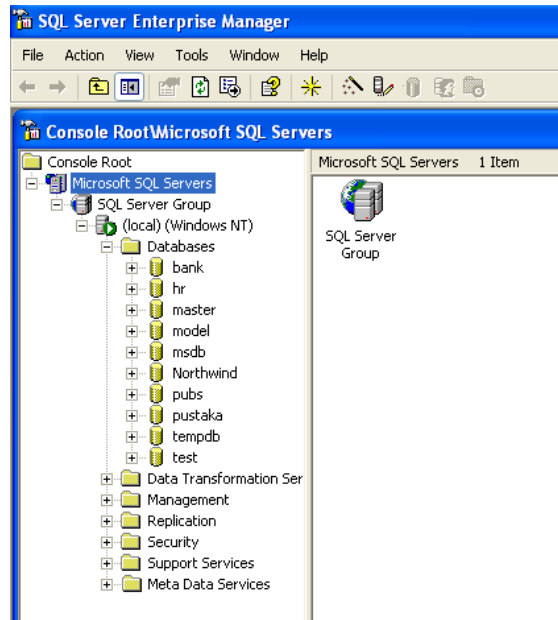 SQL Server Enterprise Manager
File Action View Tools Window Help
Console Root\Microsoft SQL Servers
Console Root
Microsoft SQL Servers
SQL Server Group
(local) (Windows NT)
Databases
bank
hr
master
model
msdb
Northwind
pubs
pustaka
tempdb
test
Data Transformation Ser
Management
Replication
Security
Support Services
Meta Data Services
Microsoft SQL Servers 1 Item
SQL Server
Group